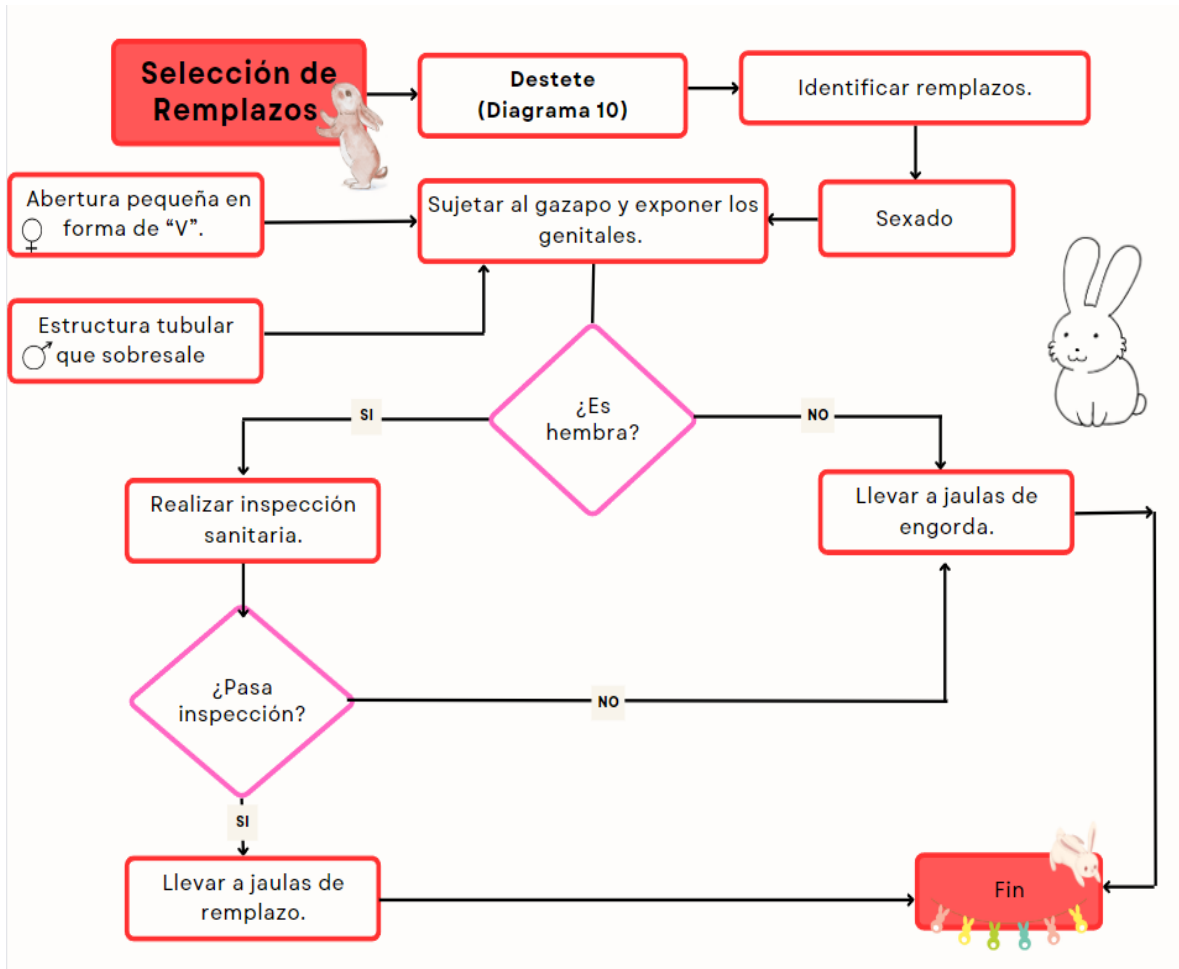 Selección de
Remplazos
Destete
(Diagrama 10)
Identificar remplazos.
Abertura pequeña en
forma de “V”.
Sujetar al gazapo y exponer los
genitales.
Sexado
Estructura tubular
que sobresale
¿Es
hembra?
SI
NO
Realizar inspección
sanitaria.
Llevar a jaulas de
engorda.
¿Pasa
inspección?
NO
SI
Llevar a jaulas de
remplazo.
Fin